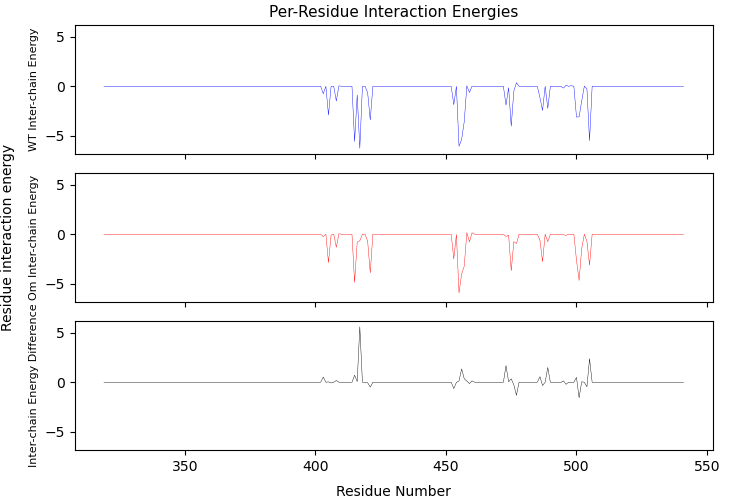 Per-Residue Interaction Energies
Residue interaction energy
WT Inter-chain Energy
5
0
−5
Om Inter-chain Energy
5
0
−5
Inter-chain Energy Difference
5
0
−5
350
400
450
500
550
Residue Number